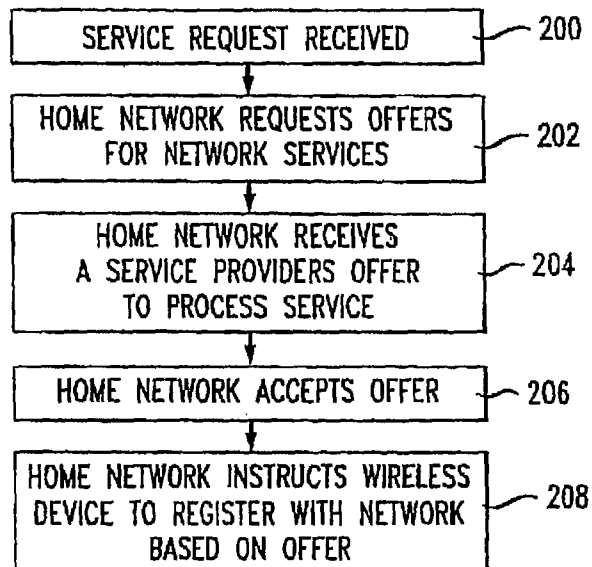 SERVICE REQUEST RECEIVED
200
HOME NETWORK REQUESTS OFFERS
FOR NETWORK SERVICES
202
HOME NETWORK RECEIVES
A SERVICE PROVIDERS OFFER
TO PROCESS SERVICE
204
HOME NETWORK ACCEPTS OFFER
206
HOME NETWORK INSTRUCTS WIRELESS
DEVICE TO REGISTER WITH NETWORK
BASED ON OFFER
208